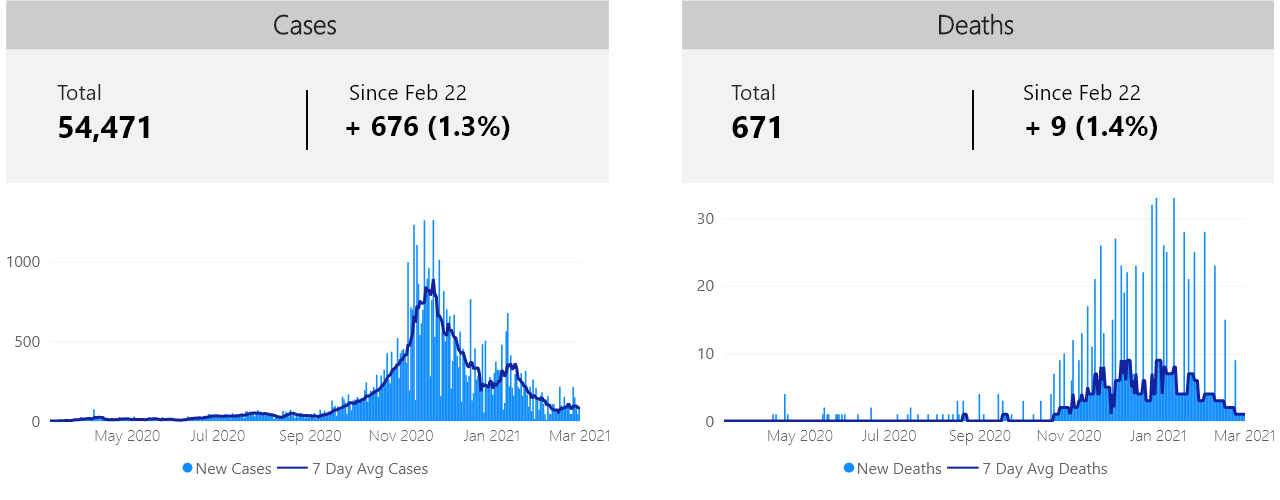 Cases
Total
Since Feb 22
54,471
+ 676 (1.3%)
1000
500
0
May 2020
Jul 2020
Sep 2020
Nov 2020
Jan 2021
Mar 2021
New Cases
7 Day Avg Cases
Deaths
Total
Since Feb 22
671
+ 9 (1.4%)
30
20
10
0
May 2020
Jul 2020
Sep 2020
Nov 2020
Jan 2021
Mar 2021
New Deaths
7 Day Avg Deaths